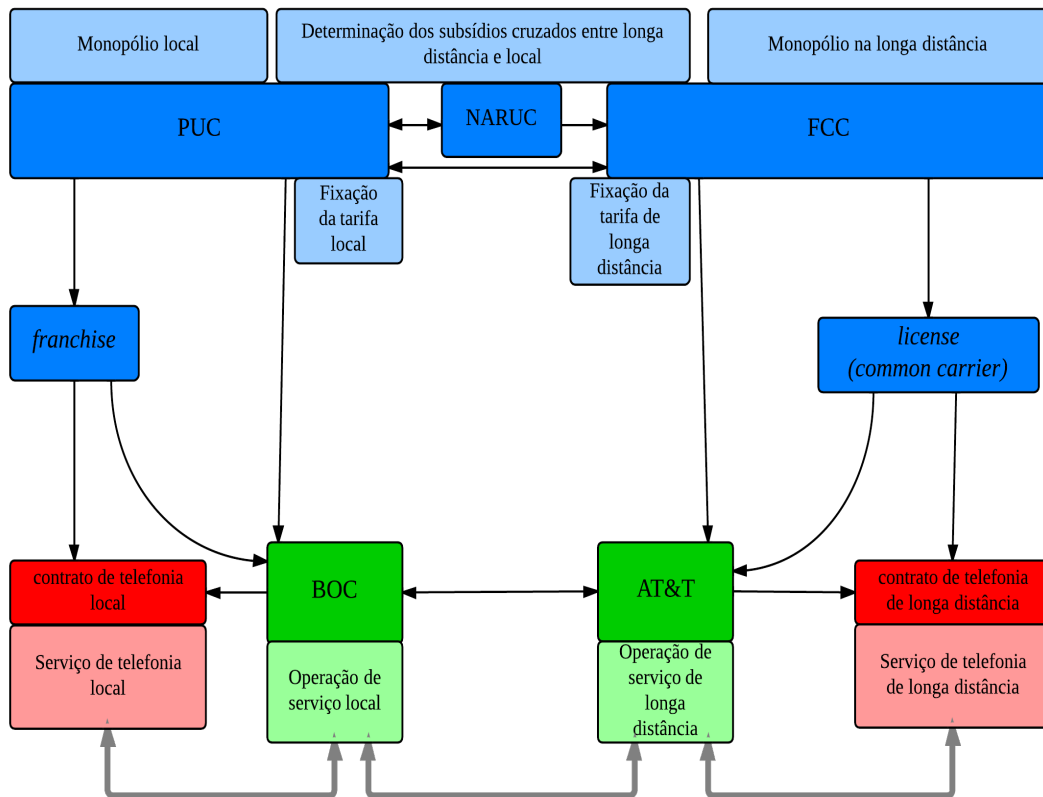 Monopólio local
Determinação dos subsídios cruzados entre longa
distância e local
Monopólio na longa distância
PUC
NARUC
FCC
Fixação
da tarifa
local
Fixação da
tarifa de
longa
distância
franchise
license
(common carrier)
contrato de telefonia
local
BOC
AT&T
contrato de telefonia
de longa distância
Serviço de telefonia
local
Operação de
serviço local
Operação de
serviço de
longa
distância
Serviço de telefonia
de longa distância